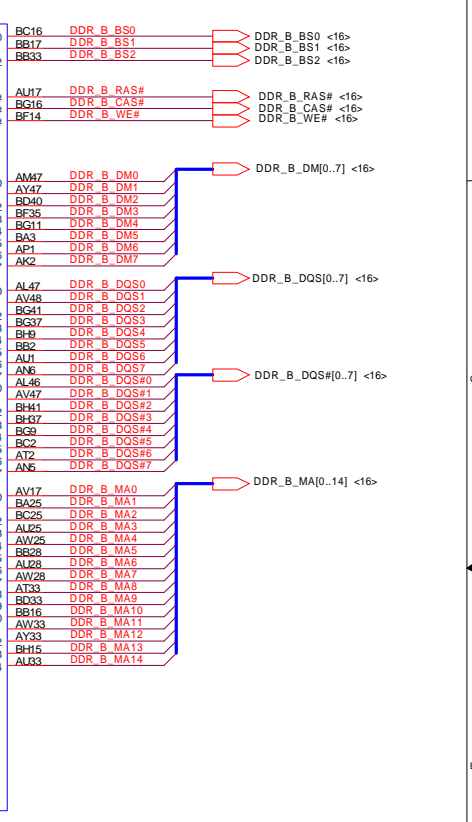 BC16 DDR_B_BS0 DDR_B_BS0 <16>
BB17 DDR_B_BS1 DDR_B_BS1 <16>
BB33 DDR_B_BS2 DDR_B_BS2 <16>
AU17 DDR_B_RAS# DDR_B_RAS# <16>
BG16 DDR_B_CAS# DDR_B_CAS# <16>
BF14 DDR_B_WE# DDR_B_WE# <16>
DDR_B_DM[0..7] <16>
AM47 DDR_B_DM0
AY47 DDR_B_DM1
BD40 DDR_B_DM2
BF35 DDR_B_DM3
BG11 DDR_B_DM4
BA3 DDR_B_DM5
AP1 DDR_B_DM6
AK2 DDR_B_DM7
DDR_B_DQS[0..7] <16>
AL47 DDR_B_DQS0
AV48 DDR_B_DQS1
BG41 DDR_B_DQS2
BG37 DDR_B_DQS3
BH9 DDR_B_DQS4
BB2 DDR_B_DQS5
AU1 DDR_B_DQS6
AN6 DDR_B_DQS7
DDR_B_DQS#[0..7] <16>
AL46 DDR_B_DQS#0
AV47 DDR_B_DQS#1
BH41 DDR_B_DQS#2
BH37 DDR_B_DQS#3
BG9 DDR_B_DQS#4
BC2 DDR_B_DQS#5
AT2 DDR_B_DQS#6
AN5 DDR_B_DQS#7
DDR_B_MA[0..14] <16>
AV17 DDR_B_MA0
BA25 DDR_B_MA1
BC25 DDR_B_MA2
AU25 DDR_B_MA3
AW25 DDR_B_MA4
BB28 DDR_B_MA5
AU28 DDR_B_MA6
AW28 DDR_B_MA7
AT33 DDR_B_MA8
BD33 DDR_B_MA9
BB16 DDR_B_MA10
AW33 DDR_B_MA11
AY33 DDR_B_MA12
BH15 DDR_B_MA13
AU33 DDR_B_MA14